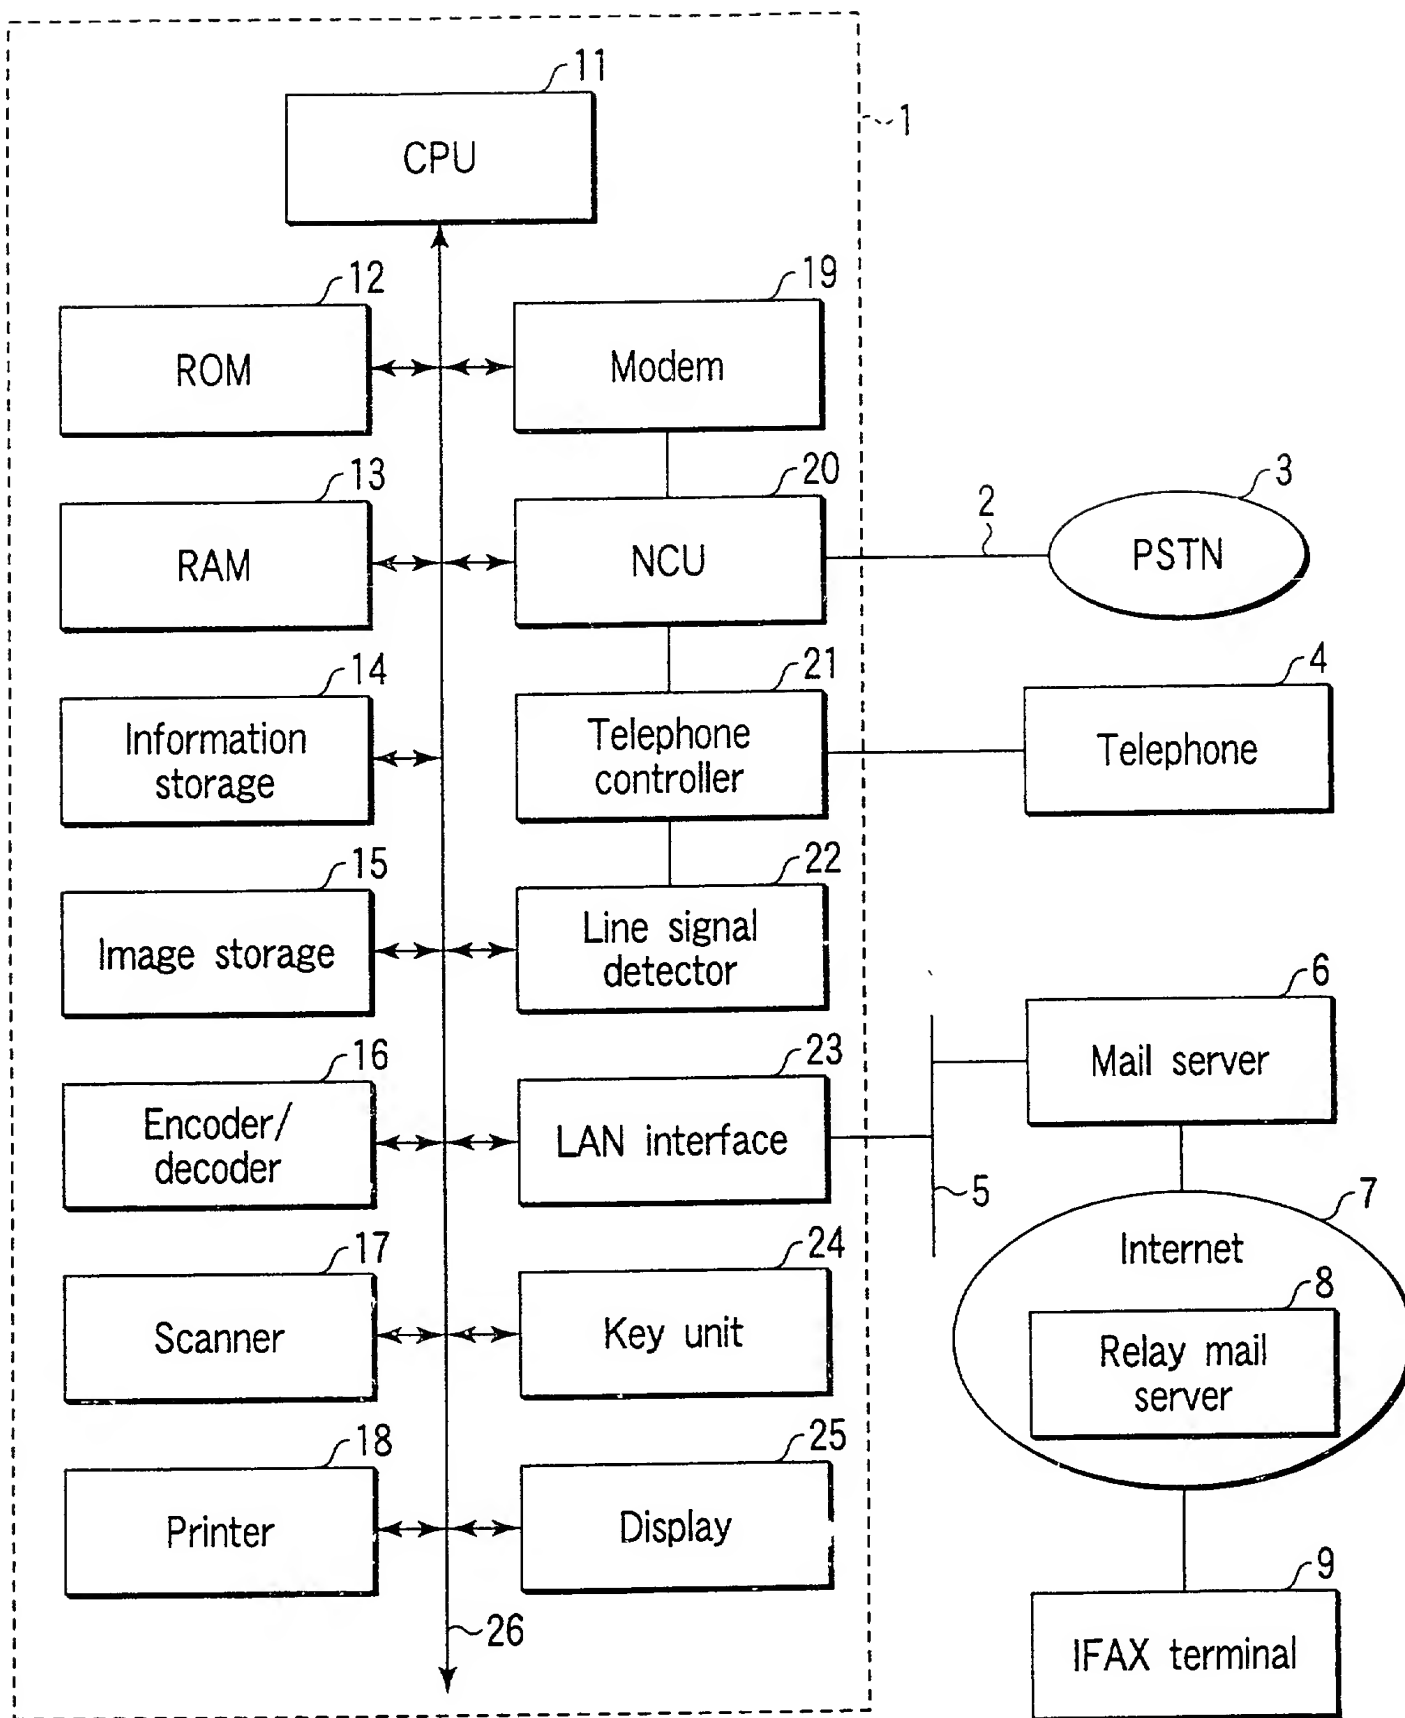 11
CPU
1
12
ROM
19
Modem
13
RAM
20
NCU
2
3
PSTN
14
Information
storage
21
Telephone
controller
4
Telephone
15
Image storage
22
Line signal
detector
6
Mail server
16
Encoder/
decoder
23
LAN interface
5
7
Internet
17
Scanner
24
Key unit
8
Relay mail
server
18
Printer
25
Display
26
9
IFAX terminal